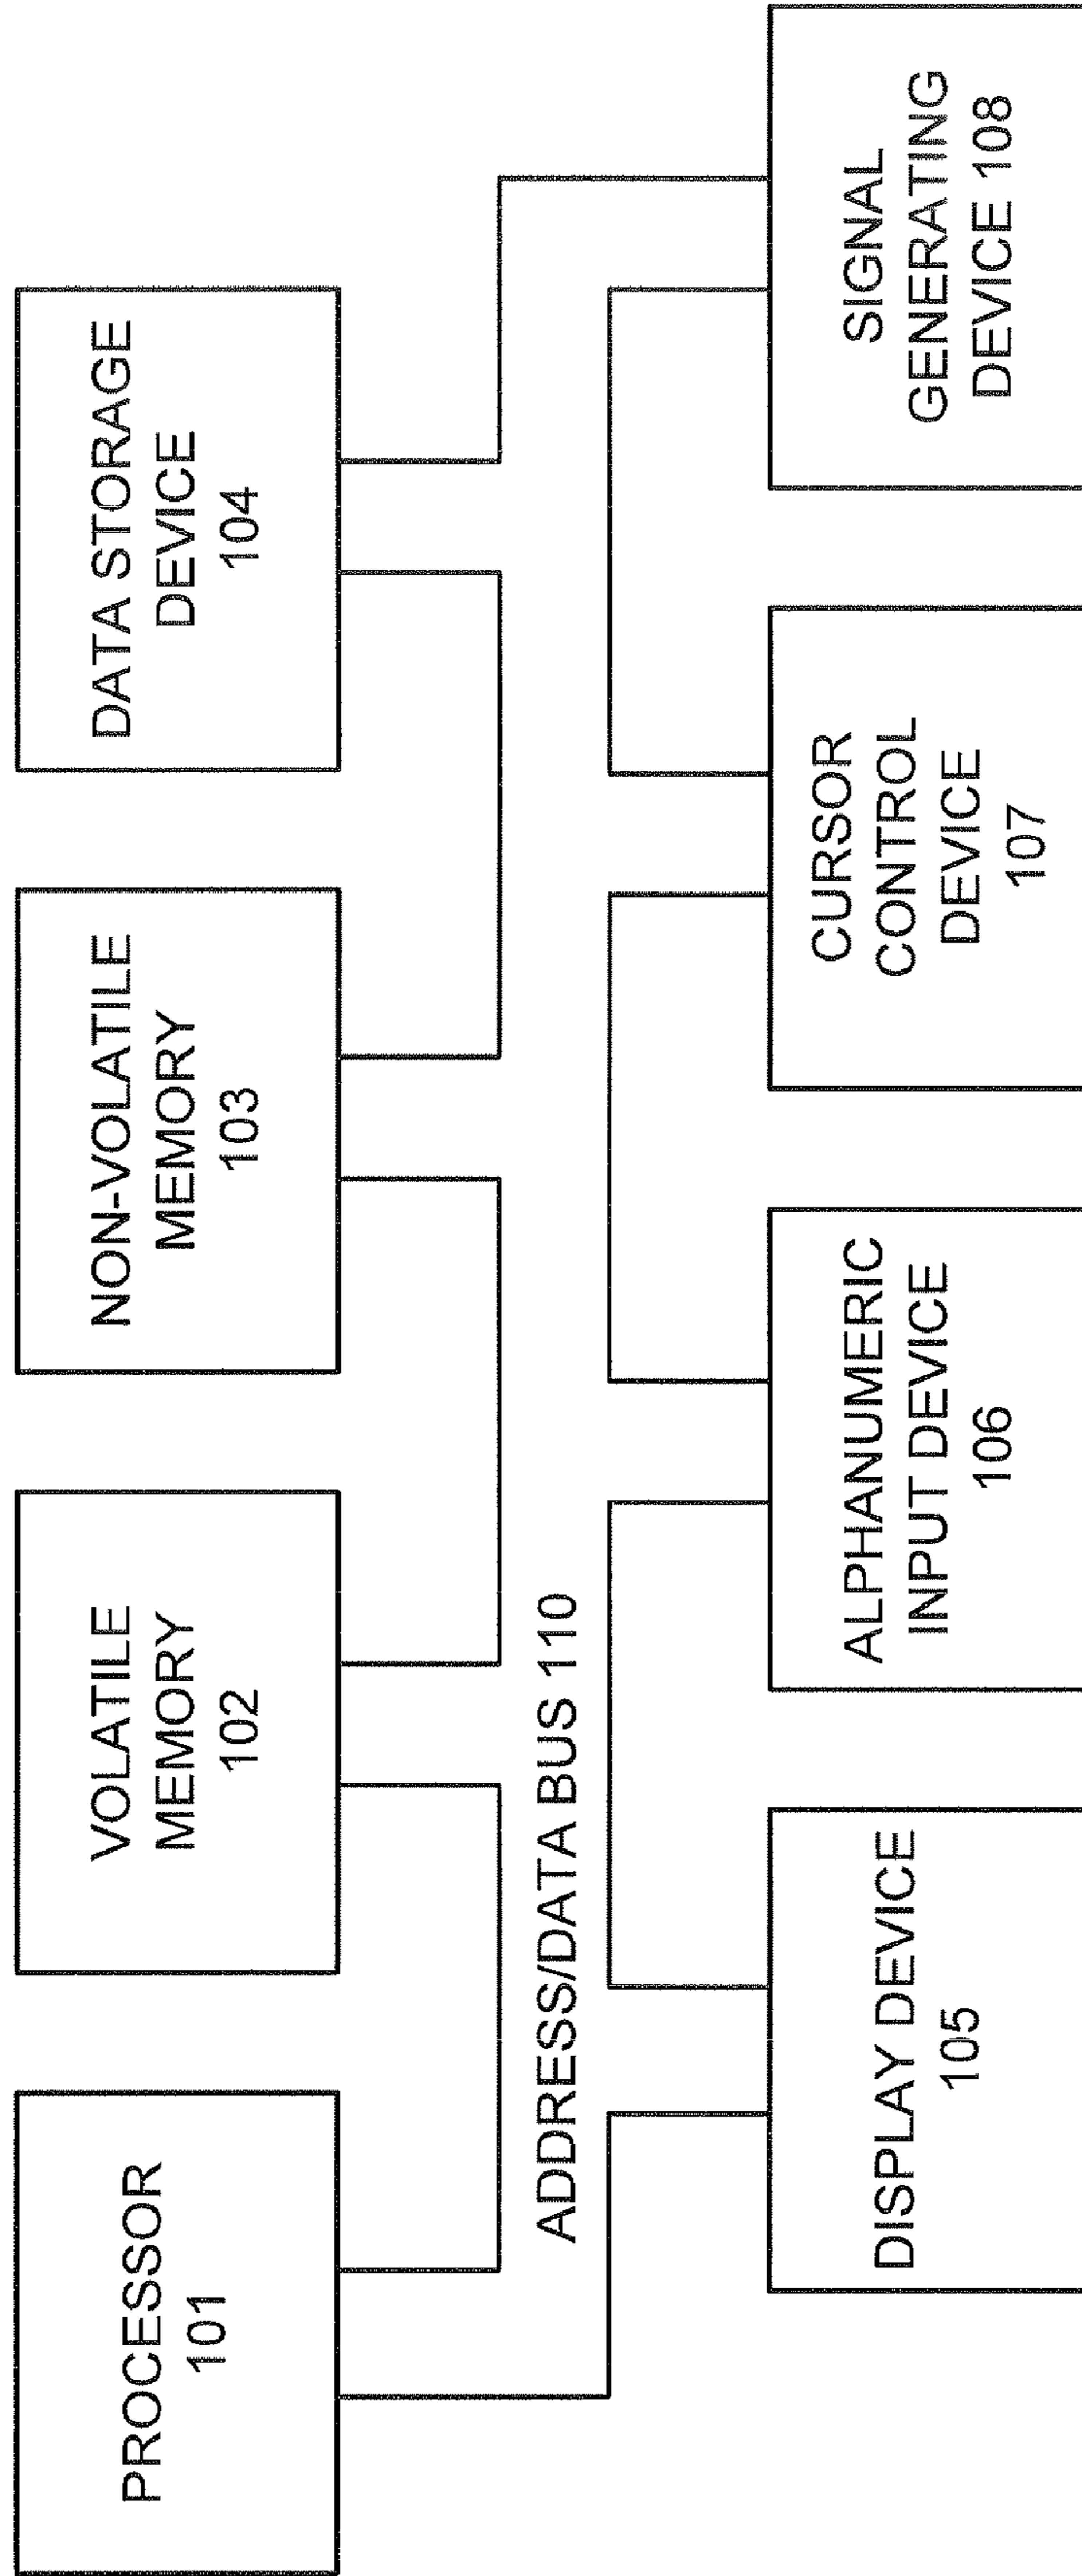 PROCESSOR
101
VOLATILE
MEMORY
102
NON-VOLATILE
MEMORY
103
DATA STORAGE
DEVICE
104
ADDRESS/DATA BUS 110
DISPLAY DEVICE
105
ALPHANUMERIC
INPUT DEVICE
106
CURSOR
CONTROL
DEVICE
107
SIGNAL
GENERATING
DEVICE 108